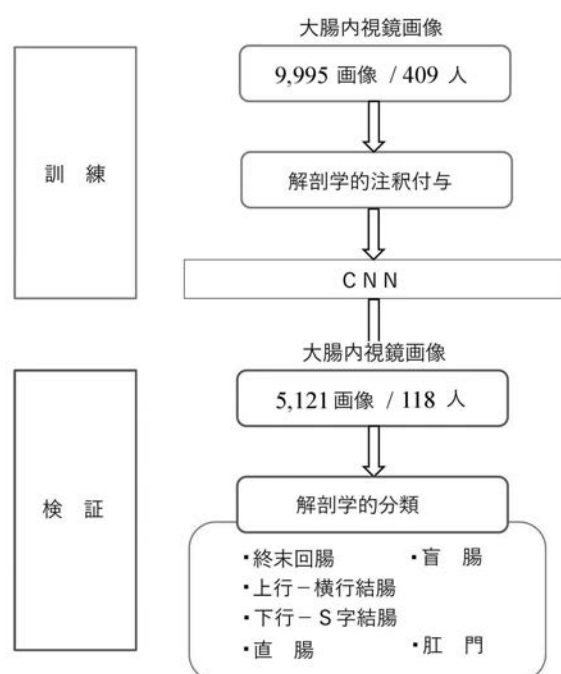 大腸内視鏡画像
9,995 画像 / 409 人
訓 練
解剖学的注釈付与
CNN
大腸内視鏡画像
5,121 画像 / 118 人
検 証
解剖学的分類
・終末回腸 ・盲 腸
・上行－横行結腸
・下行－S字結腸
・直 腸 ・肛 門